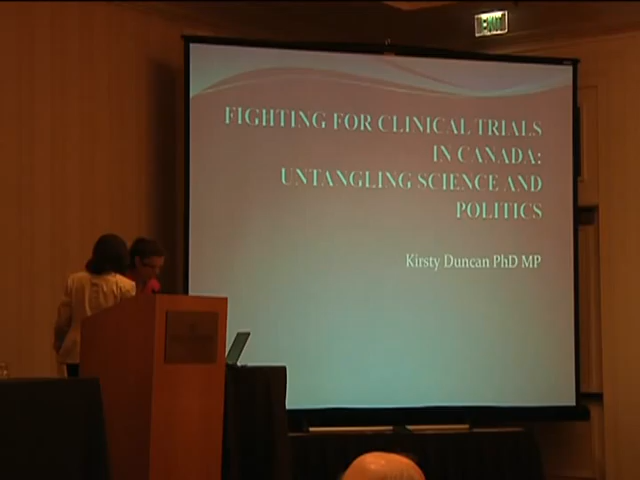 EXIT
FIGHTING FOR CLINICAL TRIALS
IN CANADA:
UNTANGLING SCIENCE AND
POLITICS
Kirsty Duncan PhD MP